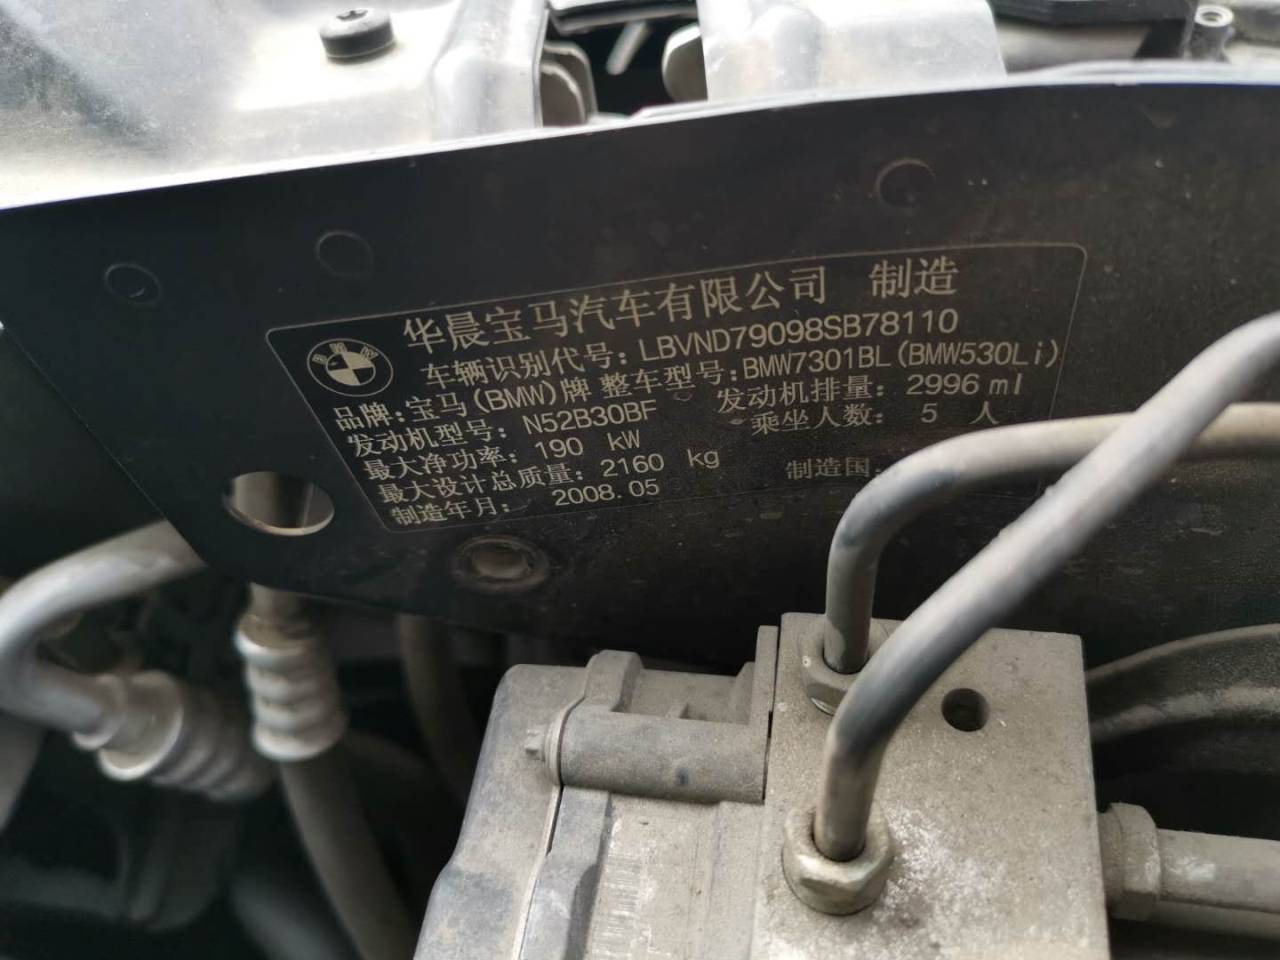 华晨宝马汽车有限公司 制造
车辆识别代号: LBVND79098SB78110
品牌: 宝马(BMW)牌 整车型号: BMW7301BL(BMW530Li)
发动机型号: N52B30BF 发动机排量: 2996 ml
最大净功率: 190 kW 乘坐人数: 5 人
最大设计总质量: 2160 kg
制造年月: 2008.05 制造国: